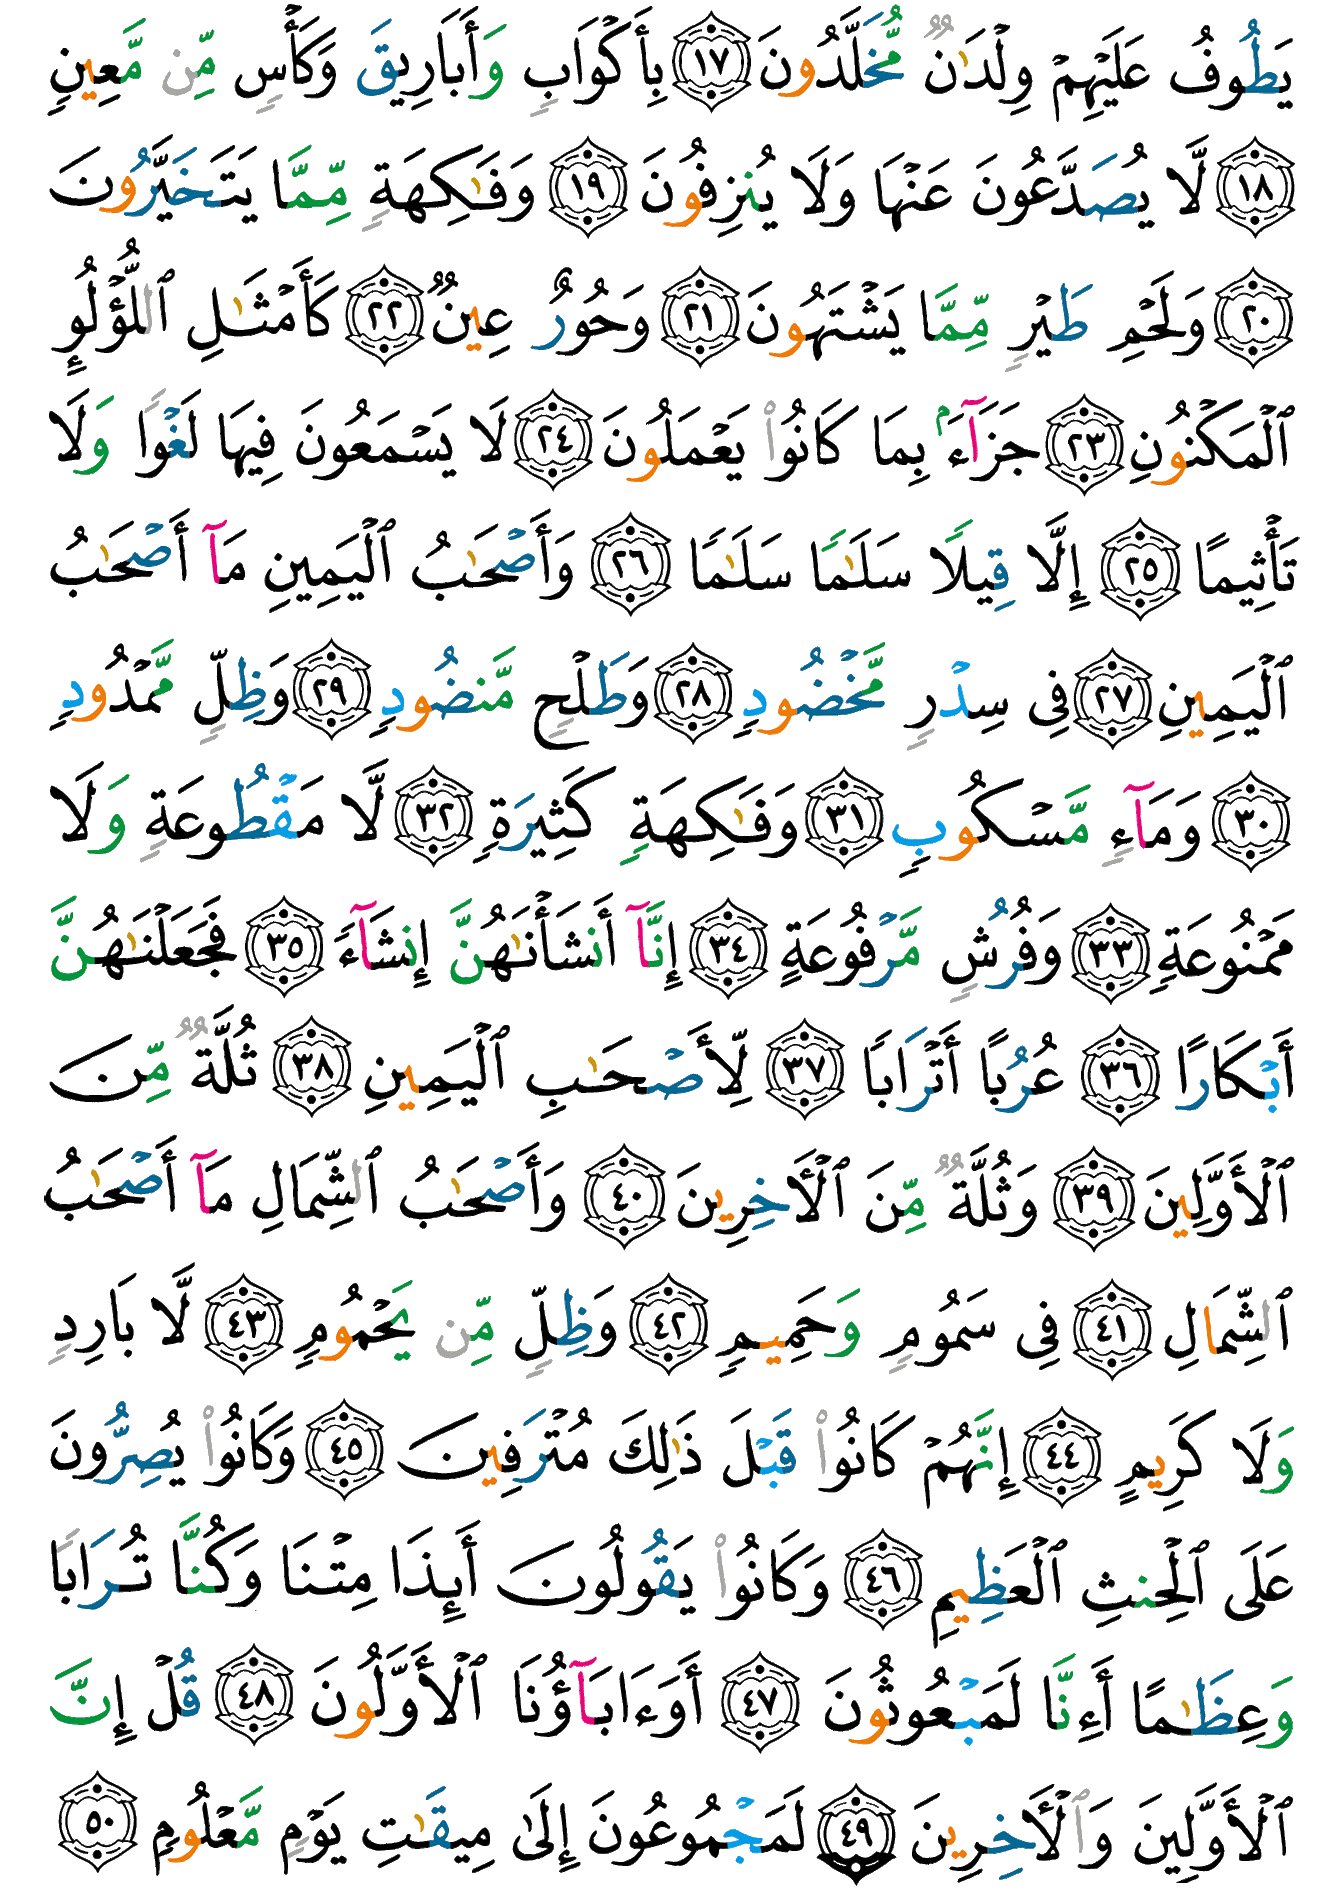 يَطُوفُ عَلَيْهِمْ وِلْدَٰنٌ مُّخَلَّدُونَ ١٧ بِأَكْوَابٍ وَأَبَارِيقَ وَكَأْسٍ مِّن مَّعِينٍ
١٨ لَّا يُصَدَّعُونَ عَنْهَا وَلَا يُنزِفُونَ ١٩ وَفَٰكِهَةٍ مِّمَّا يَتَخَيَّرُونَ
٢٠ وَلَحْمِ طَيْرٍ مِّمَّا يَشْتَهُونَ ٢١ وَحُورٌ عِينٌ ٢٢ كَأَمْثَٰلِ ٱللُّؤْلُؤِ
ٱلْمَكْنُونِ ٢٣ جَزَآءَۢ بِمَا كَانُوا۟ يَعْمَلُونَ ٢٤ لَا يَسْمَعُونَ فِيهَا لَغْوًا وَلَا
تَأْثِيمًا ٢٥ إِلَّا قِيلًا سَلَٰمًا سَلَٰمًا ٢٦ وَأَصْحَٰبُ ٱلْيَمِينِ مَآ أَصْحَٰبُ
ٱلْيَمِينِ ٢٧ فِى سِدْرٍ مَّخْضُودٍ ٢٨ وَطَلْحٍ مَّنضُودٍ ٢٩ وَظِلٍّ مَّمْدُودٍ
٣٠ وَمَآءٍ مَّسْكُوبٍ ٣١ وَفَٰكِهَةٍ كَثِيرَةٍ ٣٢ لَّا مَقْطُوعَةٍ وَلَا
مَمْنُوعَةٍ ٣٣ وَفُرُشٍ مَّرْفُوعَةٍ ٣٤ إِنَّآ أَنشَأْنَٰهُنَّ إِنشَآءً ٣٥ فَجَعَلْنَٰهُنَّ
أَبْكَارًا ٣٦ عُرُبًا أَتْرَابًا ٣٧ لِّأَصْحَٰبِ ٱلْيَمِينِ ٣٨ ثُلَّةٌ مِّنَ
ٱلْأَوَّلِينَ ٣٩ وَثُلَّةٌ مِّنَ ٱلْأَخِرِينَ ٤٠ وَأَصْحَٰبُ ٱلشِّمَالِ مَآ أَصْحَٰبُ
ٱلشِّمَالِ ٤١ فِى سَمُومٍ وَحَمِيمٍ ٤٢ وَظِلٍّ مِّن يَحْمُومٍ ٤٣ لَّا بَارِدٍ
وَلَا كَرِيمٍ ٤٤ إِنَّهُمْ كَانُوا۟ قَبْلَ ذَٰلِكَ مُتْرَفِينَ ٤٥ وَكَانُوا۟ يُصِرُّونَ
عَلَى ٱلْحِنثِ ٱلْعَظِيمِ ٤٦ وَكَانُوا۟ يَقُولُونَ أَئِذَا مِتْنَا وَكُنَّا تُرَابًا
وَعِظَٰمًا أَءِنَّا لَمَبْعُوثُونَ ٤٧ أَوَءَابَآؤُنَا ٱلْأَوَّلُونَ ٤٨ قُلْ إِنَّ
ٱلْأَوَّلِينَ وَٱلْأَخِرِينَ ٤٩ لَمَجْمُوعُونَ إِلَىٰ مِيقَٰتِ يَوْمٍ مَّعْلُومٍ ٥٠